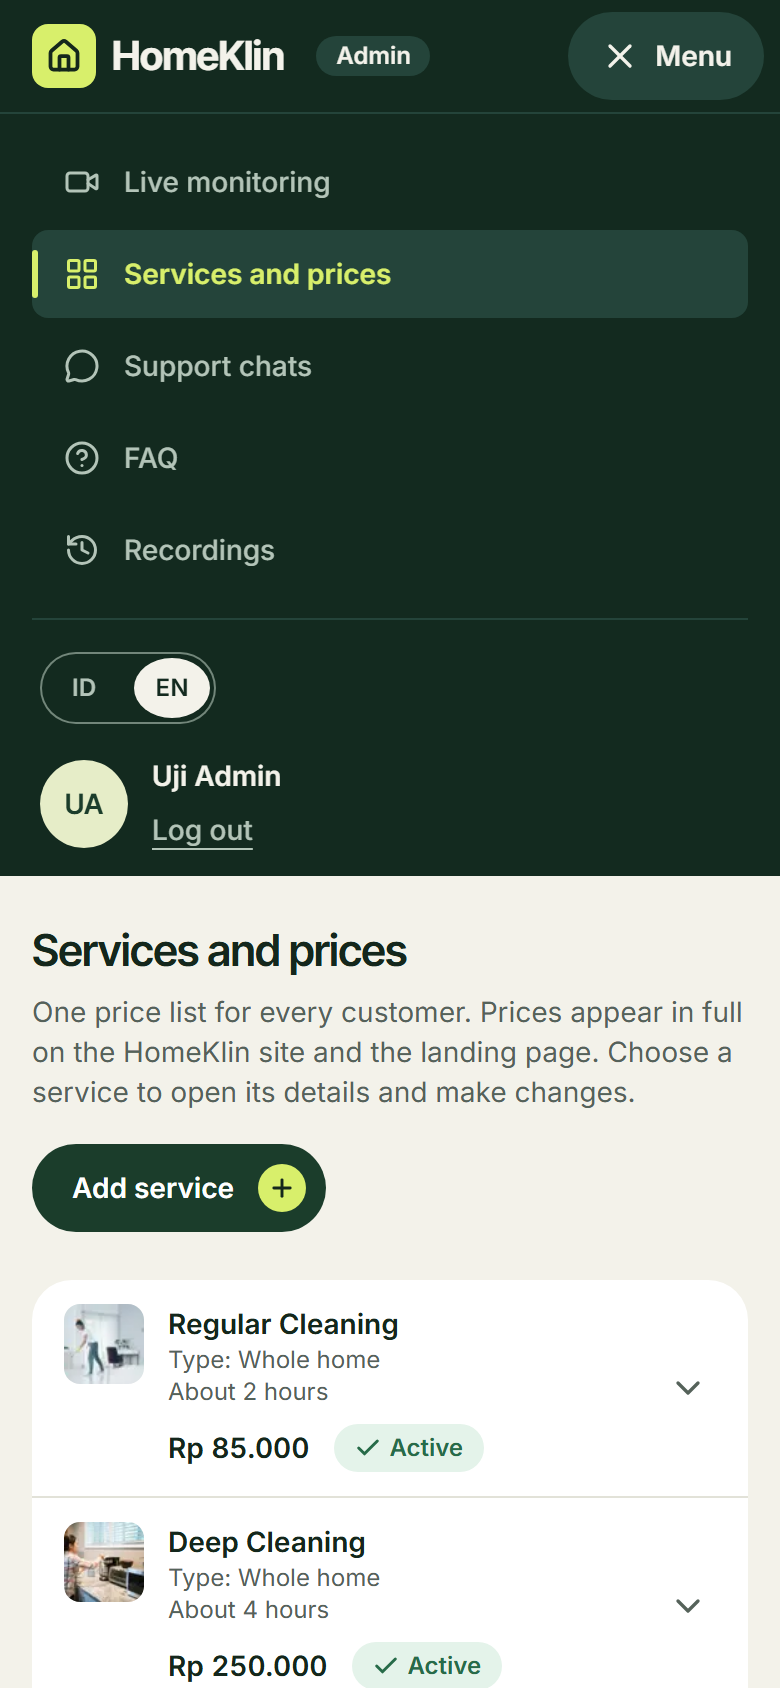 HomeKlin
Admin
Menu
Live monitoring
Services and prices
Support chats
FAQ
Recordings
ID
EN
UA
Uji Admin
Log out
Services and prices
One price list for every customer. Prices appear in full
on the HomeKlin site and the landing page. Choose a
service to open its details and make changes.
Add service
Regular Cleaning
Type: Whole home
About 2 hours
Rp 85.000
Active
Deep Cleaning
Type: Whole home
About 4 hours
Rp 250.000
Active